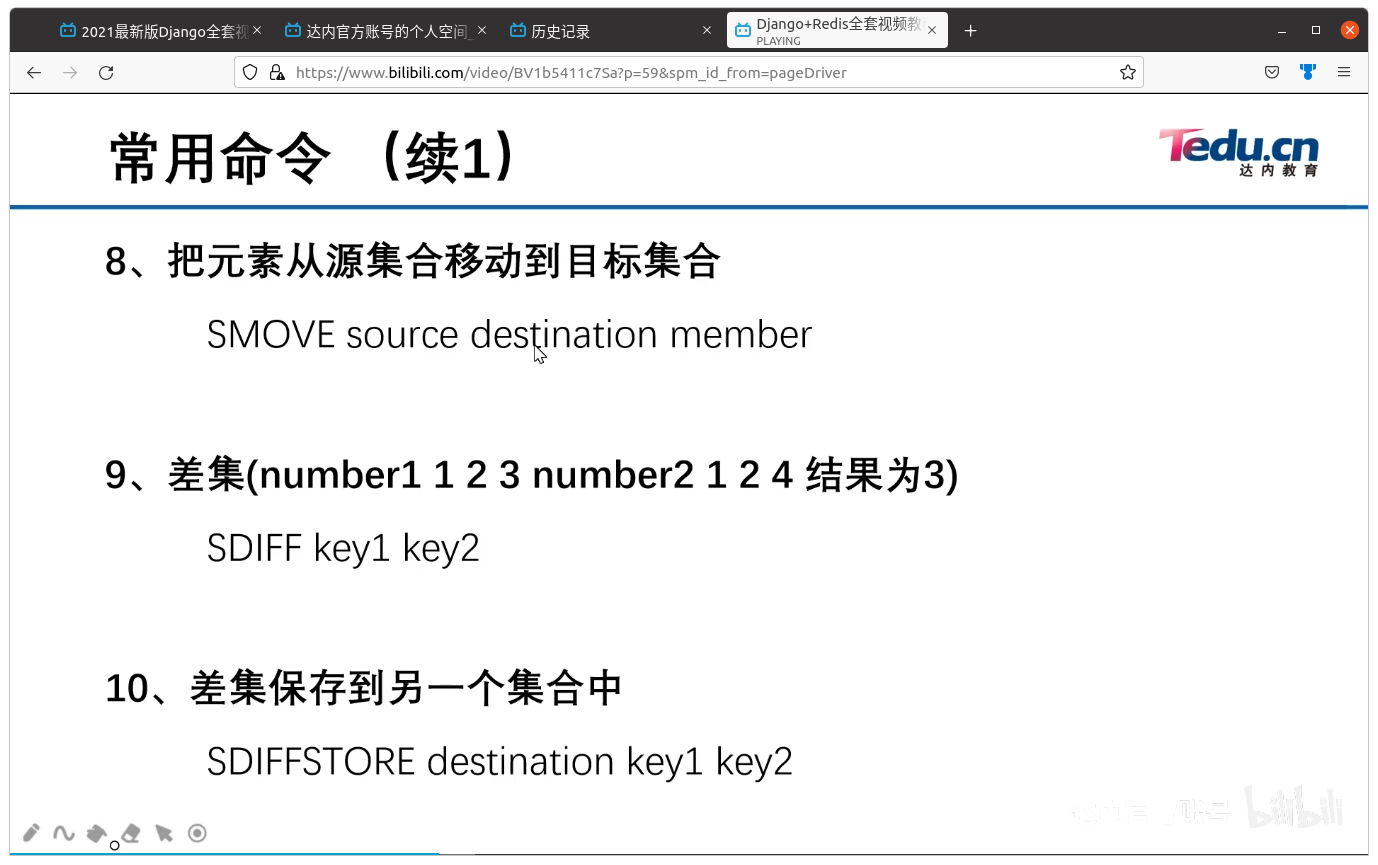 2021最新版Django全套视
达内官方账号的个人空间_
历史记录
Django+Redis全套视频教
PLAYING
https://www.bilibili.com/video/BV1b5411c7Sa?p=59&spm_id_from=pageDriver
常用命令 （续1）
Tedu.cn
达内教育
8、把元素从源集合移动到目标集合
SMOVE source destination member
9、差集(number1 1 2 3 number2 1 2 4 结果为3)
SDIFF key1 key2
10、差集保存到另一个集合中
SDIFFSTORE destination key1 key2
bilibili